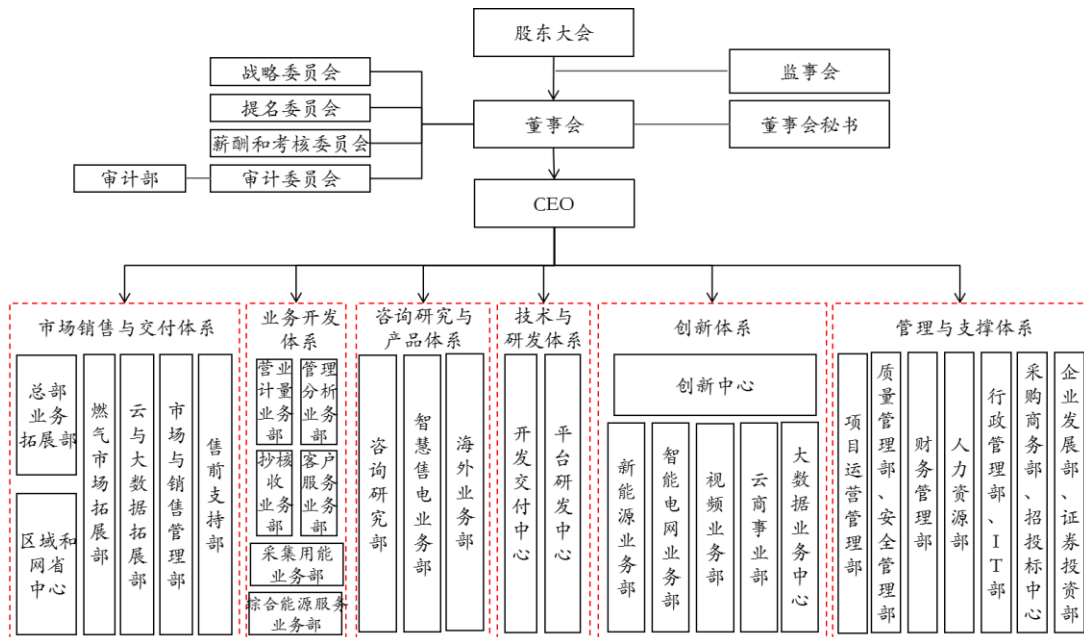 股东大会
战略委员会
监事会
提名委员会
董事会
董事会秘书
薪酬和考核委员会
审计部
审计委员会
CEO
市场销售与交付体系
总部
业务
拓展部
区域和
网省
中心
燃气市场拓展部
云与大数据拓展部
市场与销售管理部
售前支持部
业务开发
体系
营业
计量
业务
部
管理
分析
业务
部
抄核
收业
务部
客户
服务
业务
部
采集用能
业务部
综合能源服务
业务部
咨询研究与
产品体系
咨询研究部
智慧售电业务部
海外业务部
技术与
研发体系
开发交付中心
平台研发中心
创新体系
创新中心
新能源业务部
智能电网业务部
视频业务部
云商事业部
大数据业务中心
管理与支撑体系
项目运营管理部
质量管理部、安全管理部
财务管理部
人力资源部
行政管理部、IT部
采购商务部、招投标中心
企业发展部、证券投资部